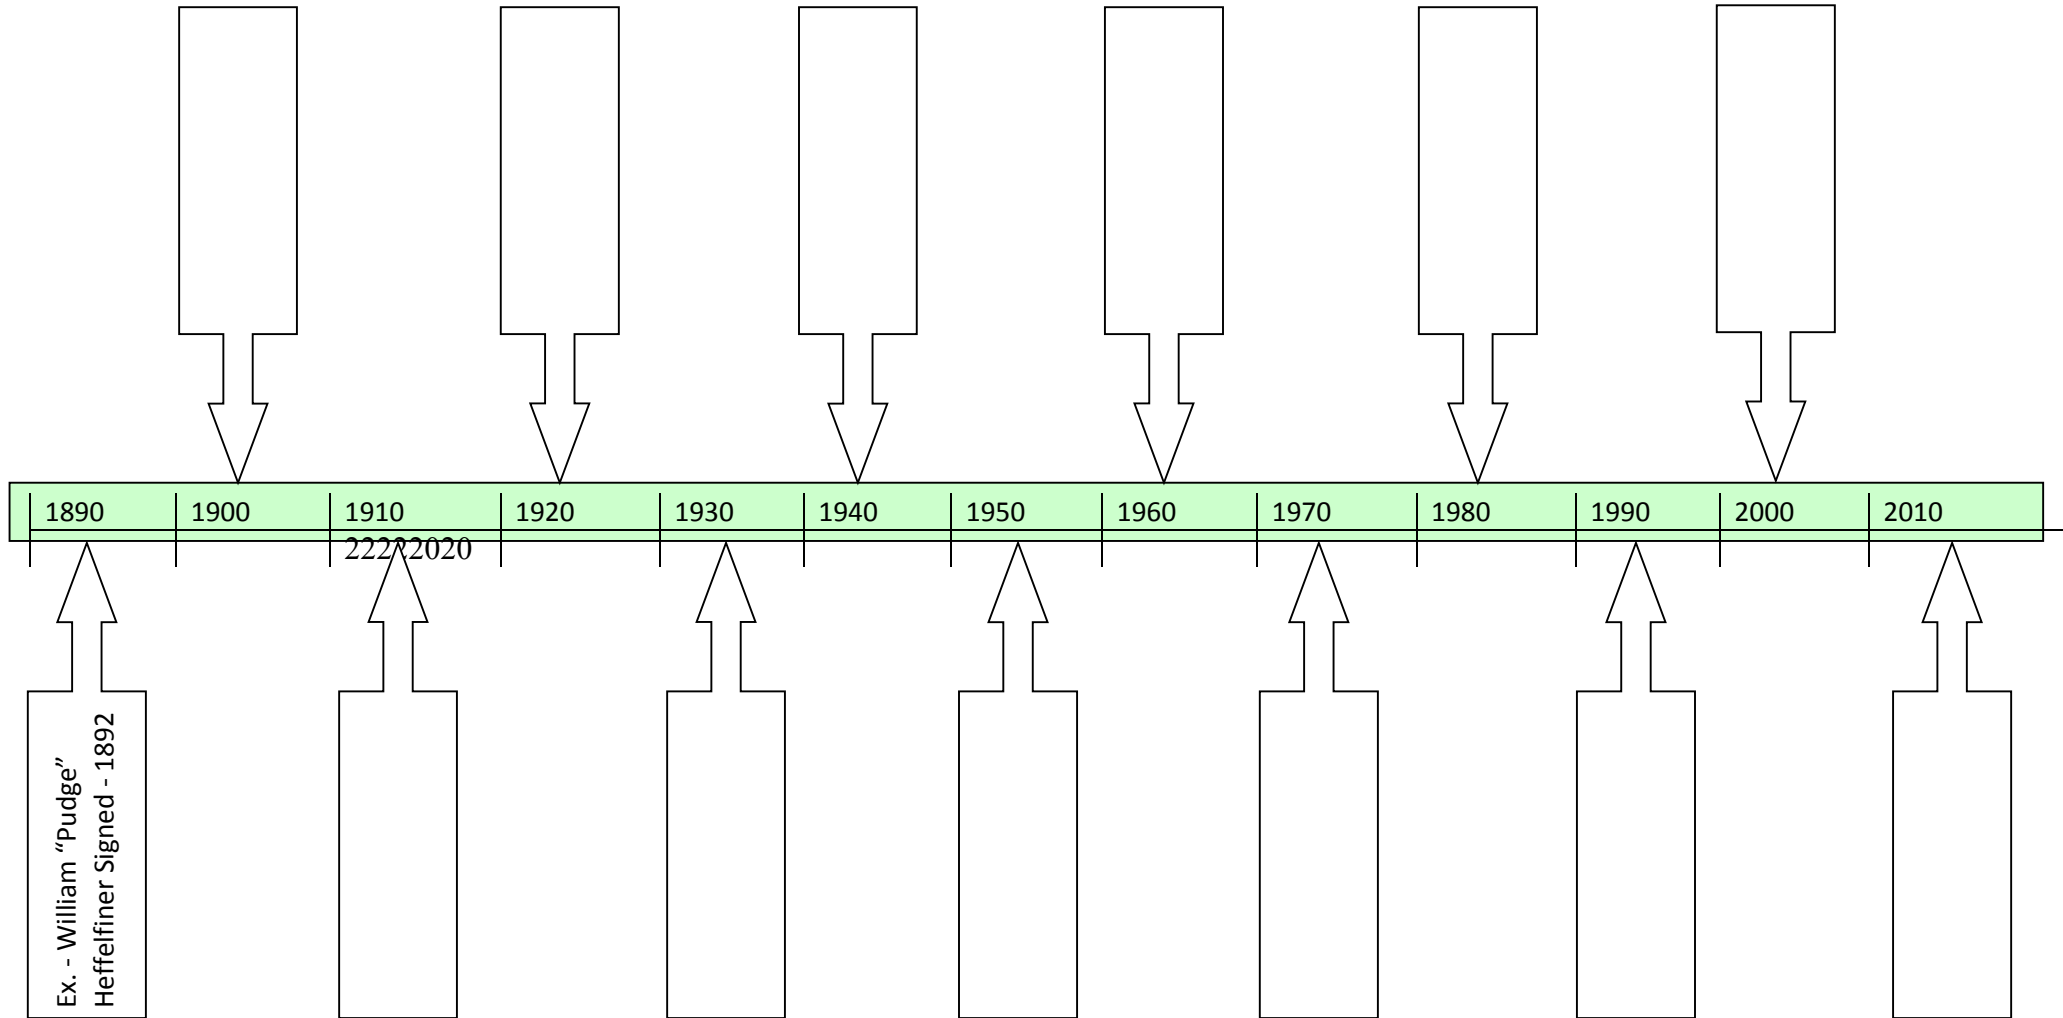 1890 1900 1910 1920 1930 1940 1950 1960 1970 1980 1990 2000 2010
22222020
Ex. - William “Pudge”
Heffelfiner Signed - 1892